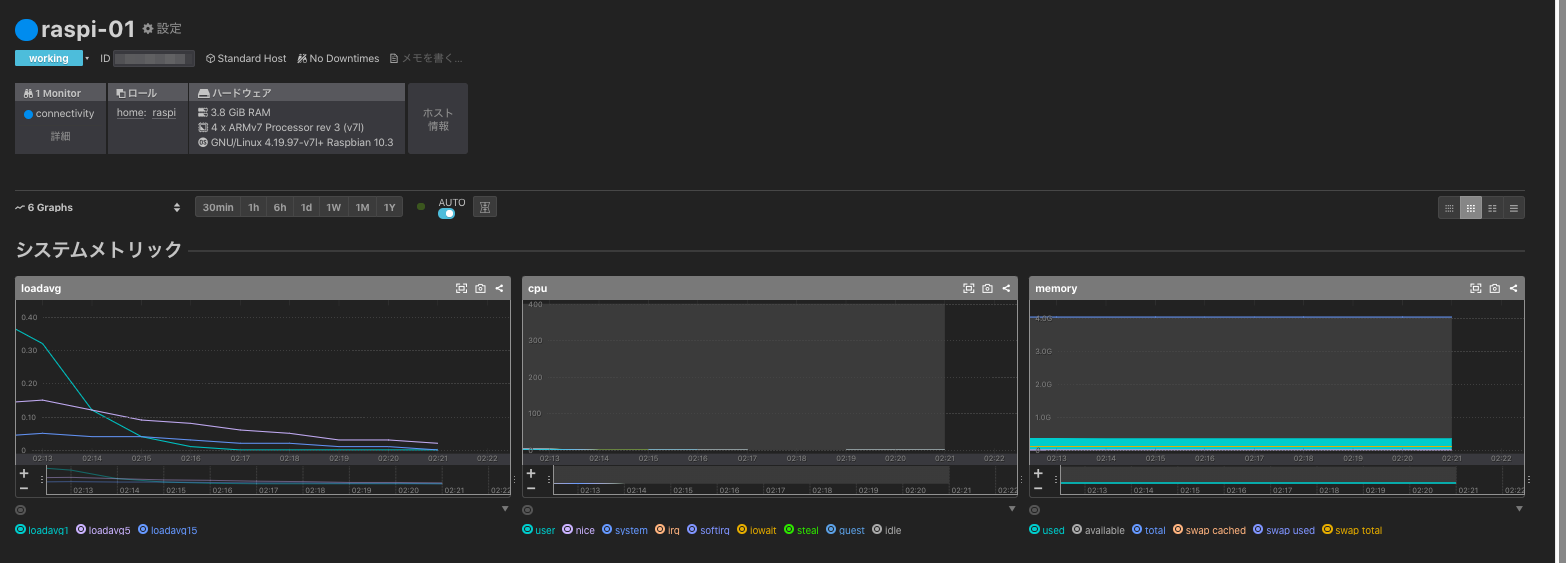 raspi-01 設定
working ID Standard Host No Downtimes メモを書く...
1 Monitor ロール ハードウェア
connectivity home: raspi 3.8 GiB RAM ホスト
詳細 4 x ARMv7 Processor rev 3 (v7l) 情報
GNU/Linux 4.19.97-v7l+ Raspbian 10.3
6 Graphs 30min 1h 6h 1d 1W 1M 1Y AUTO
システムメトリック
loadavg
0.40
0.30
0.20
0.10
0
02:13 02:14 02:15 02:16 02:17 02:18 02:19 02:20 02:21 02:22
+
−
02:13 02:14 02:15 02:16 02:17 02:18 02:19 02:20 02:21 02:22
loadavg1 loadavg5 loadavg15
cpu
400
300
200
100
0
02:14 02:15 02:16 02:17 02:18 02:19 02:20 02:21 02:22
+
−
02:13 02:14 02:15 02:16 02:17 02:18 02:19 02:20 02:21 02:22
user nice system irq softirq iowait steal guest idle
memory
4.0G
3.0G
2.0G
1.0G
0
02:13 02:14 02:15 02:16 02:17 02:18 02:19 02:20 02:21 02:22
+
−
02:13 02:14 02:15 02:16 02:17 02:18 02:19 02:20 02:21 02:22
used available total swap cached swap used swap total